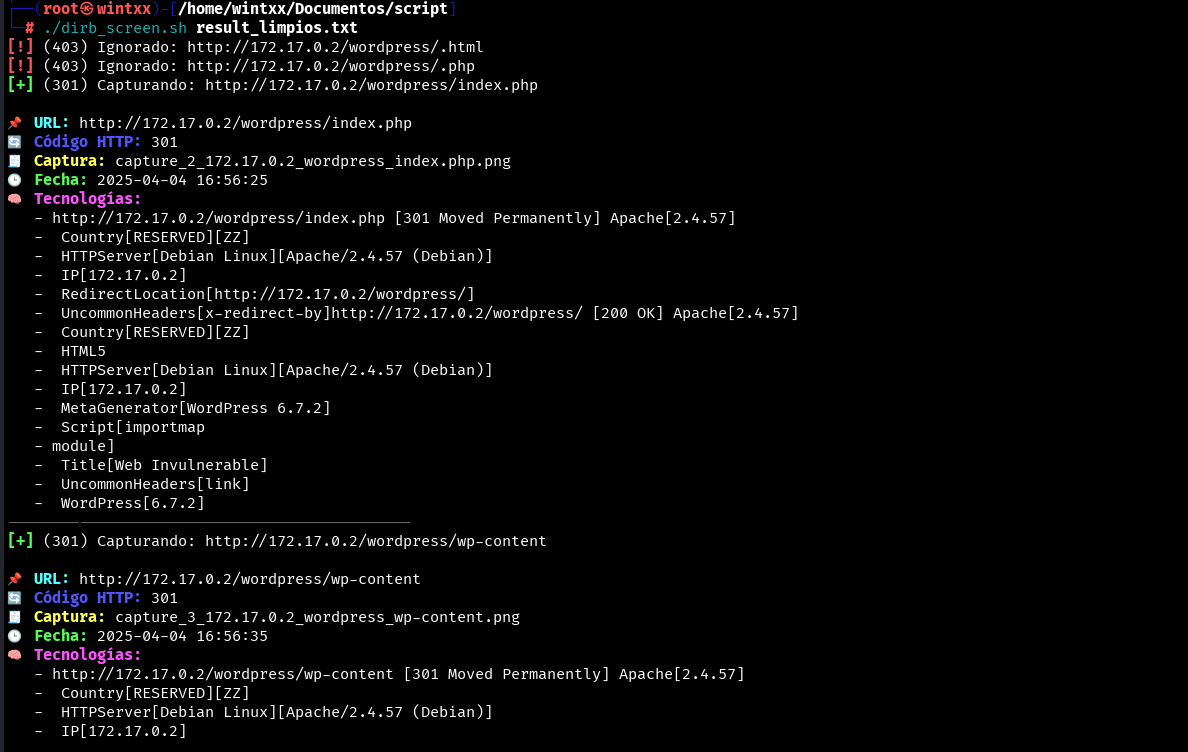 ┌──(root㉿wintxx)-[/home/wintxx/Documentos/script]
└─# ./dirb_screen.sh result_limpios.txt
[!] (403) Ignorado: http://172.17.0.2/wordpress/.html
[!] (403) Ignorado: http://172.17.0.2/wordpress/.php
[+] (301) Capturando: http://172.17.0.2/wordpress/index.php
📌 URL: http://172.17.0.2/wordpress/index.php
🔄 Código HTTP: 301
🧾 Captura: capture_2_172.17.0.2_wordpress_index.php.png
🕒 Fecha: 2025-04-04 16:56:25
🧠 Tecnologías:
- http://172.17.0.2/wordpress/index.php [301 Moved Permanently] Apache[2.4.57]
-  Country[RESERVED][ZZ]
-  HTTPServer[Debian Linux][Apache/2.4.57 (Debian)]
-  IP[172.17.0.2]
-  RedirectLocation[http://172.17.0.2/wordpress/]
-  UncommonHeaders[x-redirect-by]http://172.17.0.2/wordpress/ [200 OK] Apache[2.4.57]
-  Country[RESERVED][ZZ]
-  HTML5
-  HTTPServer[Debian Linux][Apache/2.4.57 (Debian)]
-  IP[172.17.0.2]
-  MetaGenerator[WordPress 6.7.2]
-  Script[importmap
- module]
-  Title[Web Invulnerable]
-  UncommonHeaders[link]
-  WordPress[6.7.2]
[+] (301) Capturando: http://172.17.0.2/wordpress/wp-content
📌 URL: http://172.17.0.2/wordpress/wp-content
🔄 Código HTTP: 301
🧾 Captura: capture_3_172.17.0.2_wordpress_wp-content.png
🕒 Fecha: 2025-04-04 16:56:35
🧠 Tecnologías:
- http://172.17.0.2/wordpress/wp-content [301 Moved Permanently] Apache[2.4.57]
-  Country[RESERVED][ZZ]
-  HTTPServer[Debian Linux][Apache/2.4.57 (Debian)]
-  IP[172.17.0.2]